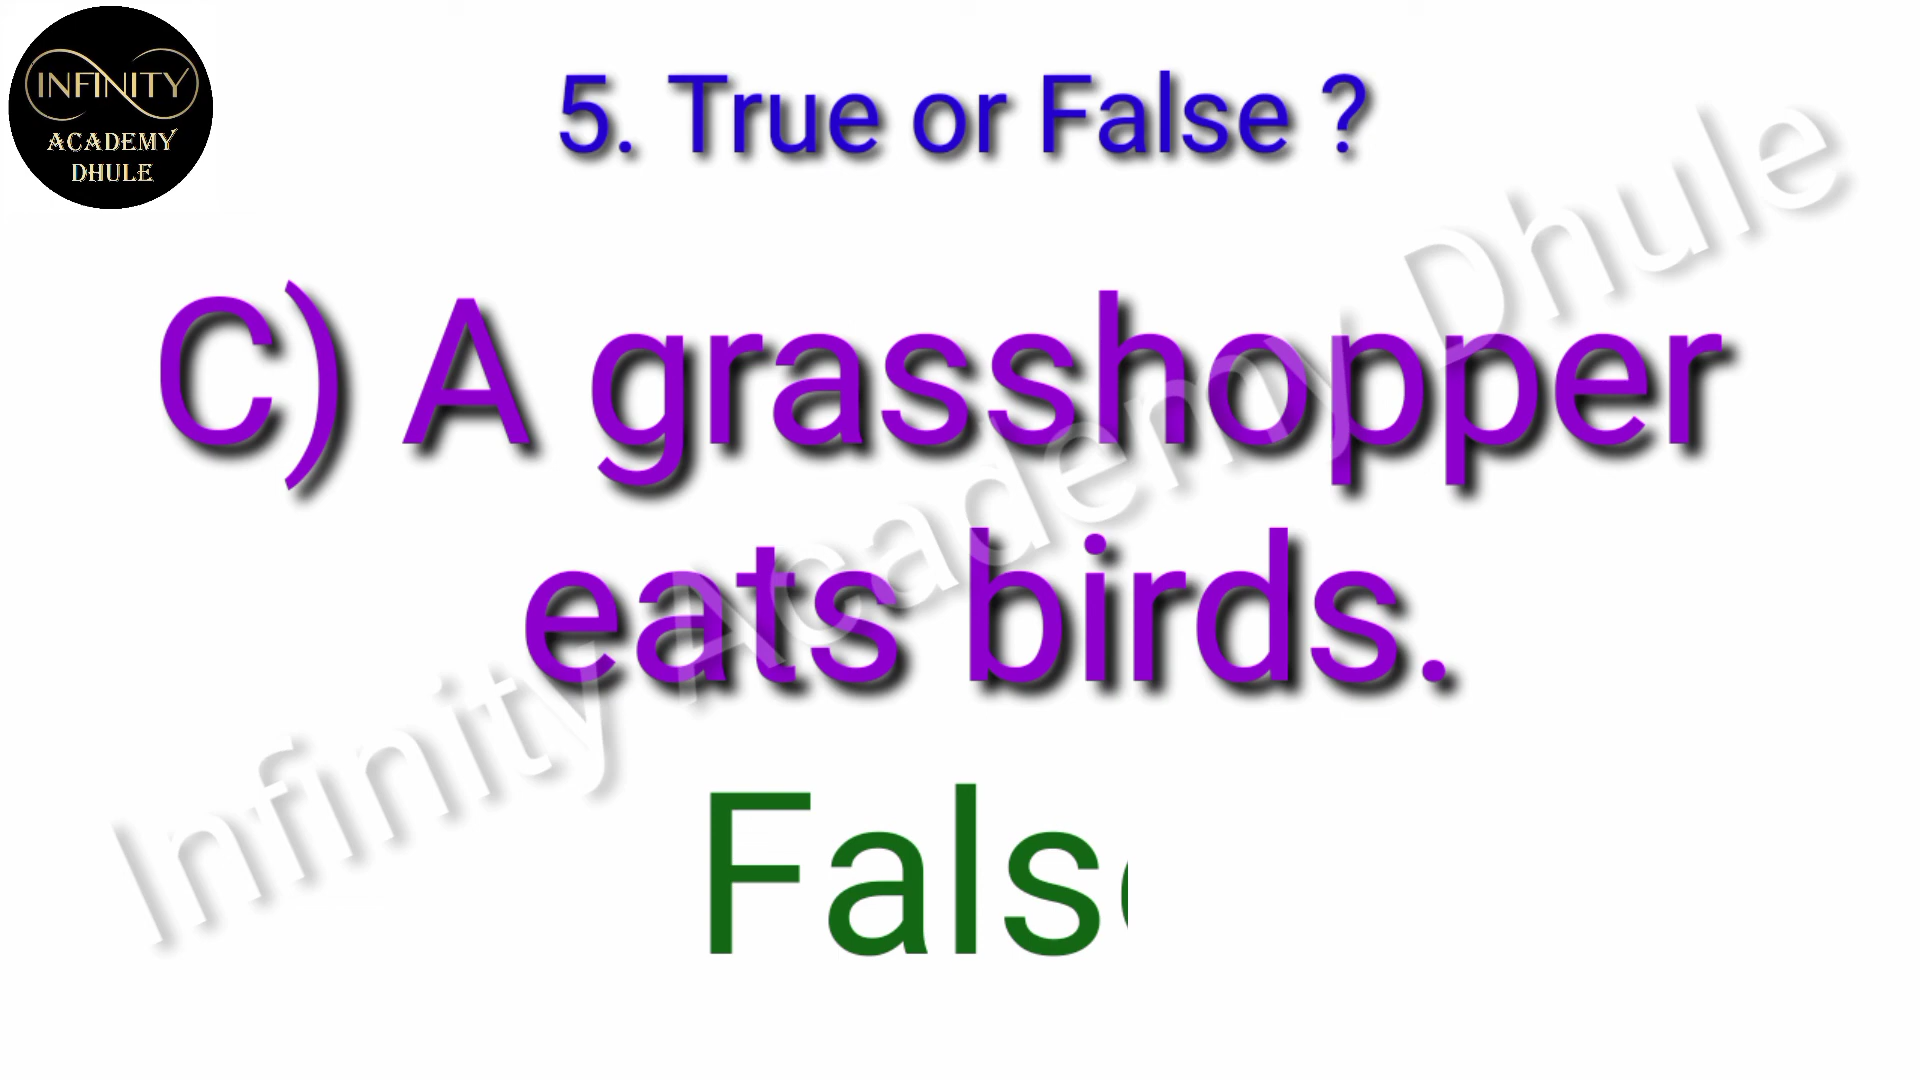 INFINITY
ACADEMY
DHULE
5. True or False ?
C) A grasshopper
eats birds.
False
Infinity Academy Dhule